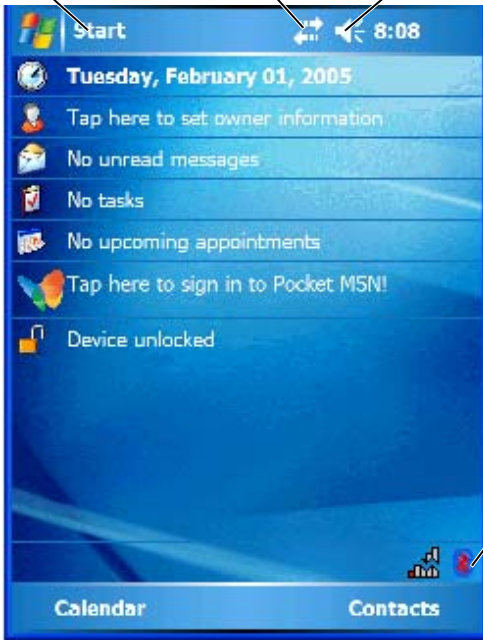 Start
8:08
Tuesday, February 01, 2005
Tap here to set owner information
No unread messages
No tasks
No upcoming appointments
Tap here to sign in to Pocket MSN!
Device unlocked
Calendar
Contacts